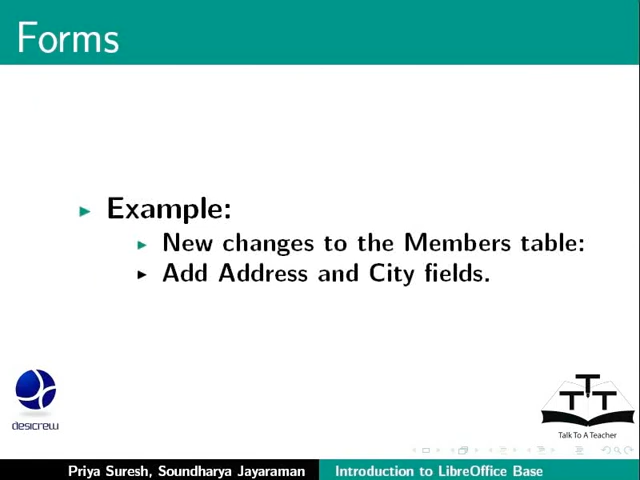 Forms
Example:
New changes to the Members table:
Add Address and City fields.
desicrew
TTT
Talk To A Teacher
Priya Suresh, Soundharya Jayaraman
Introduction to LibreOffice Base